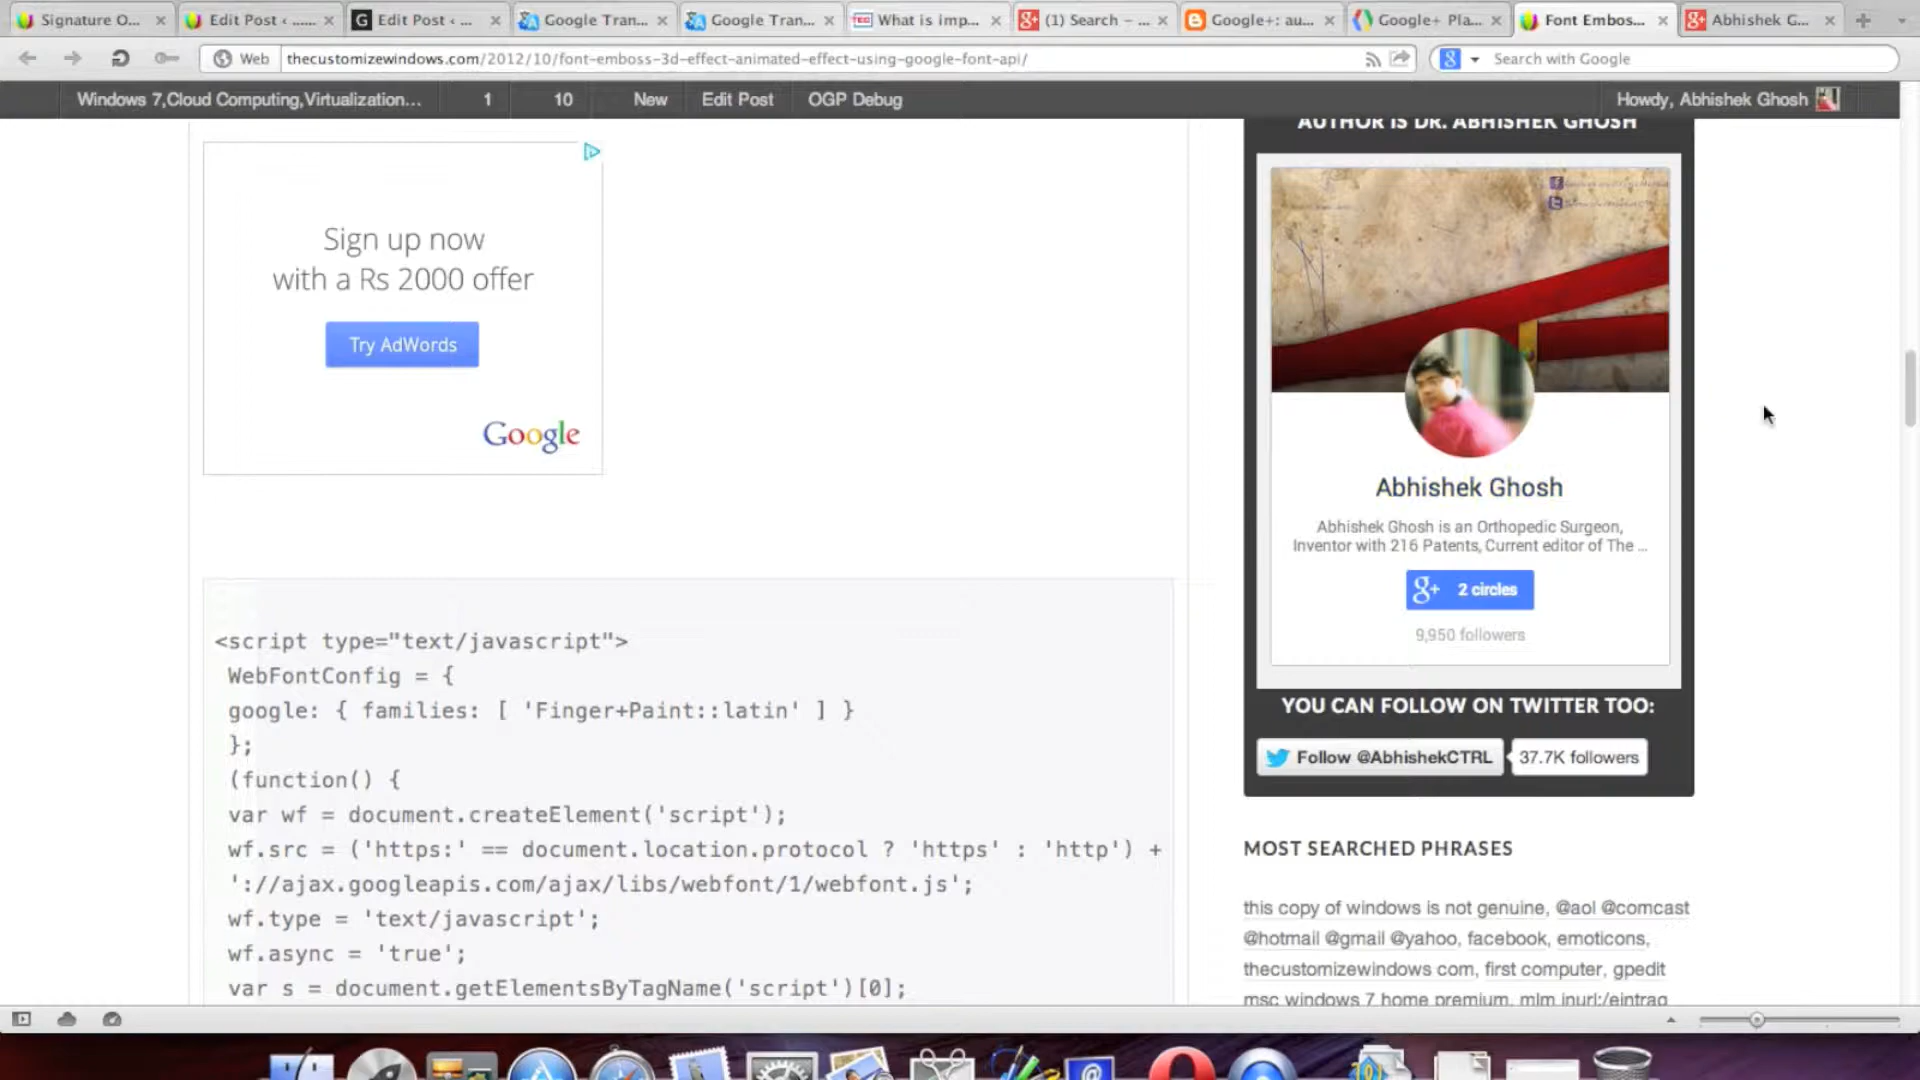 Signature O...
Edit Post ‹ ......
Edit Post ‹ ...
Google Tran...
Google Tran...
What is imp...
(1) Search – ...
Google+: au...
Google+ Pla...
Font Embos...
Abhishek G...
Web
thecustomizewindows.com/2012/10/font-emboss-3d-effect-animated-effect-using-google-font-api/
Search with Google
Windows 7,Cloud Computing,Virtualization...
1
10
New
Edit Post
OGP Debug
Howdy, Abhishek Ghosh
AUTHOR IS DR. ABHISHEK GHOSH
Sign up now
with a Rs 2000 offer
Try AdWords
Google
Abhishek Ghosh
Abhishek Ghosh is an Orthopedic Surgeon,
Inventor with 216 Patents, Current editor of The ...
g+ 2 circles
9,950 followers
YOU CAN FOLLOW ON TWITTER TOO:
Follow @AbhishekCTRL
37.7K followers
MOST SEARCHED PHRASES
this copy of windows is not genuine, @aol @comcast
@hotmail @gmail @yahoo, facebook, emoticons,
thecustomizewindows com, first computer, gpedit
msc windows 7 home premium, mlm inurl:/eintrag
<script type="text/javascript">
WebFontConfig = {
google: { families: [ 'Finger+Paint::latin' ] }
};
(function() {
var wf = document.createElement('script');
wf.src = ('https:' == document.location.protocol ? 'https' : 'http') +
'://ajax.googleapis.com/ajax/libs/webfont/1/webfont.js';
wf.type = 'text/javascript';
wf.async = 'true';
var s = document.getElementsByTagName('script')[0];